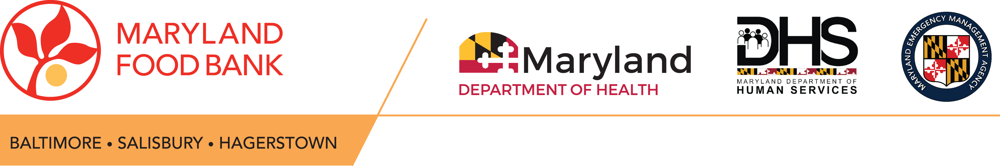 MARYLAND
FOOD BANK
BALTIMORE • SALISBURY • HAGERSTOWN
Maryland
DEPARTMENT OF HEALTH
DHS
MARYLAND DEPARTMENT OF
HUMAN SERVICES
MARYLAND EMERGENCY MANAGEMENT AGENCY